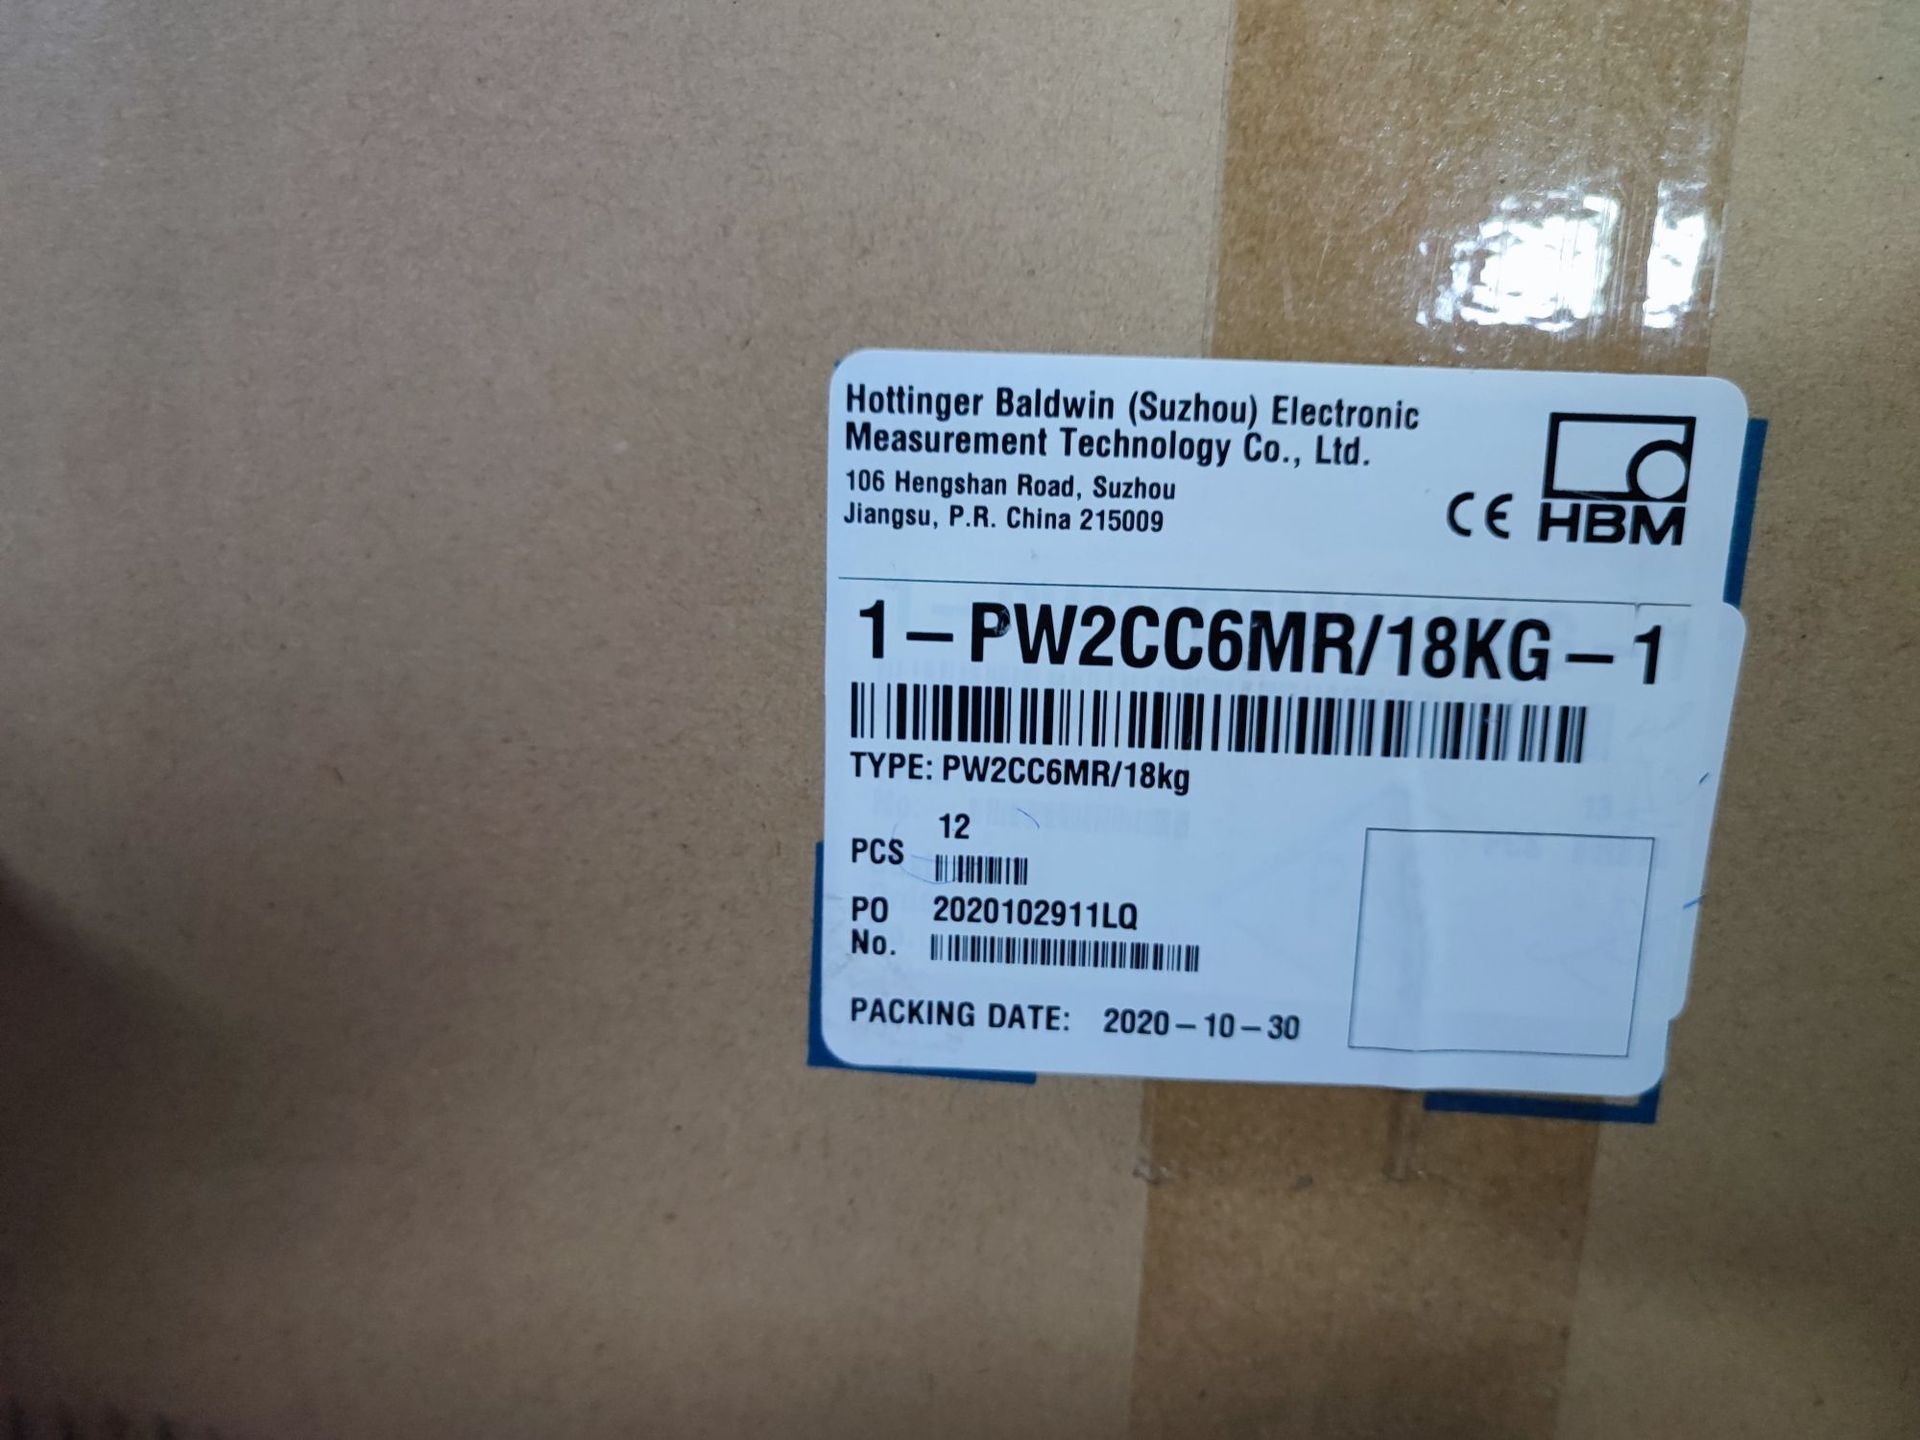 Hottinger Baldwin (Suzhou) Electronic
Measurement Technology Co., Ltd.
106 Hengshan Road, Suzhou
Jiangsu, P.R. China 215009
CE HBM
1-PW2CC6MR/18KG-1
TYPE: PW2CC6MR/18kg
12
PCS
PO 2020102911LQ
No.
PACKING DATE: 2020-10-30